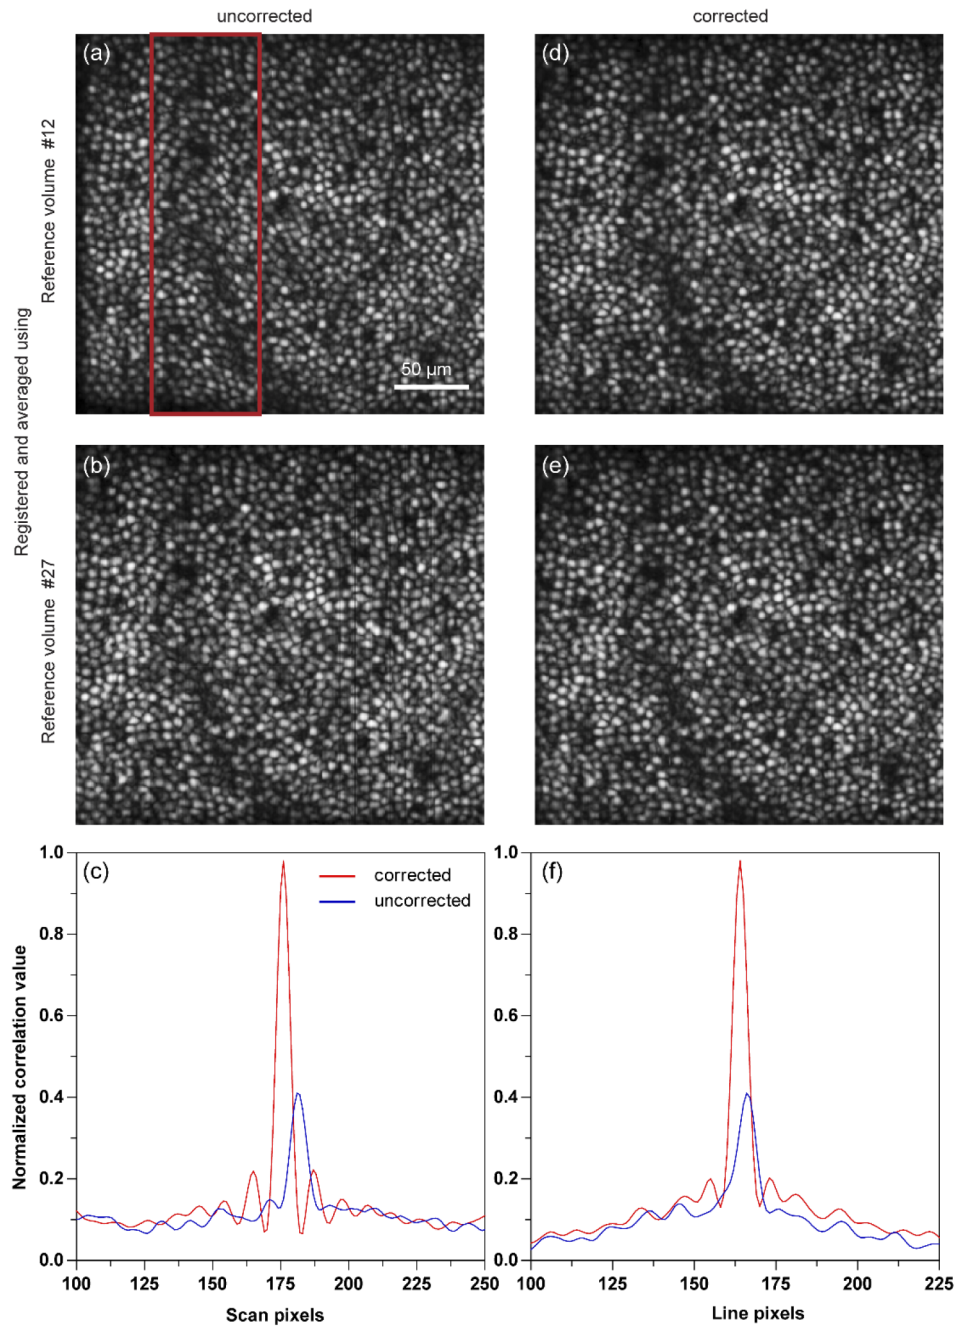 uncorrected
corrected
Registered and averaged using
Reference volume #12
(a)
50 µm
(d)
Reference volume #27
(b)
(e)
(c)
corrected
uncorrected
Normalized correlation value
1.0
0.8
0.6
0.4
0.2
0.0
100 125 150 175 200 225 250
Scan pixels
(f)
1.0
0.8
0.6
0.4
0.2
0.0
100 125 150 175 200 225
Line pixels